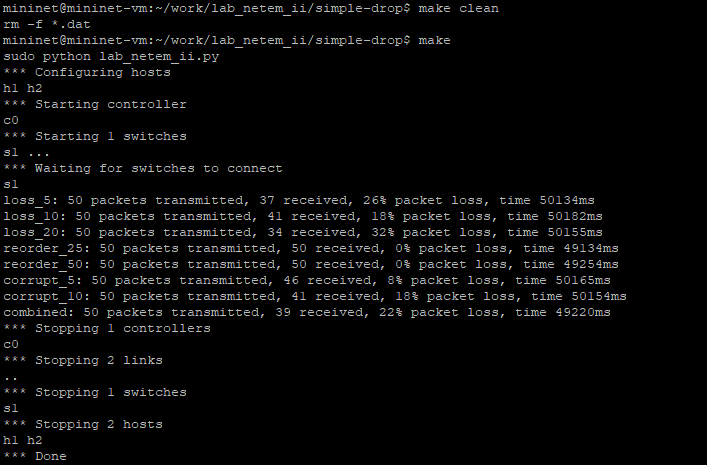 mininet@mininet-vm:~/work/lab_netem_ii/simple-drop$ make clean
rm -f *.dat
mininet@mininet-vm:~/work/lab_netem_ii/simple-drop$ make
sudo python lab_netem_ii.py
*** Configuring hosts
h1 h2
*** Starting controller
c0
*** Starting 1 switches
s1 ...
*** Waiting for switches to connect
s1
loss_5: 50 packets transmitted, 37 received, 26% packet loss, time 50134ms
loss_10: 50 packets transmitted, 41 received, 18% packet loss, time 50182ms
loss_20: 50 packets transmitted, 34 received, 32% packet loss, time 50155ms
reorder_25: 50 packets transmitted, 50 received, 0% packet loss, time 49134ms
reorder_50: 50 packets transmitted, 50 received, 0% packet loss, time 49254ms
corrupt_5: 50 packets transmitted, 46 received, 8% packet loss, time 50165ms
corrupt_10: 50 packets transmitted, 41 received, 18% packet loss, time 50154ms
combined: 50 packets transmitted, 39 received, 22% packet loss, time 49220ms
*** Stopping 1 controllers
c0
*** Stopping 2 links
..
*** Stopping 1 switches
s1
*** Stopping 2 hosts
h1 h2
*** Done